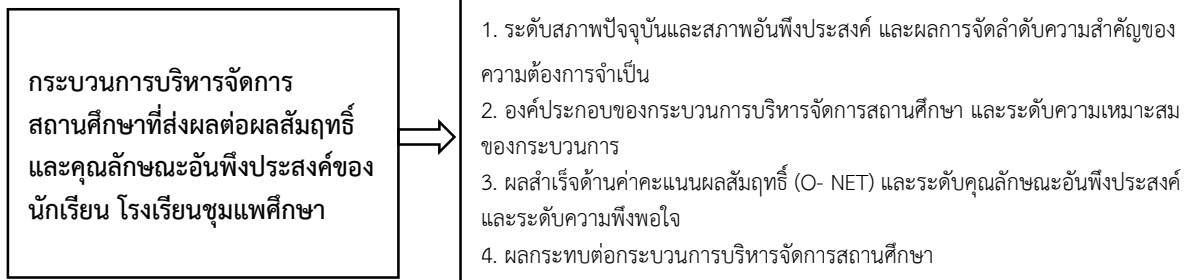 กระบวนการบริหารจัดการ
สถานศึกษาที่ส่งผลต่อผลสัมฤทธิ์
และคุณลักษณะอันพึงประสงค์ของ
นักเรียน โรงเรียนชุมแพศึกษา
1. ระดับสภาพปัจจุบันและสภาพอันพึงประสงค์ และผลการจัดลำดับความสำคัญของ
ความต้องการจำเป็น
2. องค์ประกอบของกระบวนการบริหารจัดการสถานศึกษา และระดับความเหมาะสม
ของกระบวนการ
3. ผลสำเร็จด้านค่าคะแนนผลสัมฤทธิ์ (O- NET) และระดับคุณลักษณะอันพึงประสงค์
และระดับความพึงพอใจ
4. ผลกระทบต่อกระบวนการบริหารจัดการสถานศึกษา